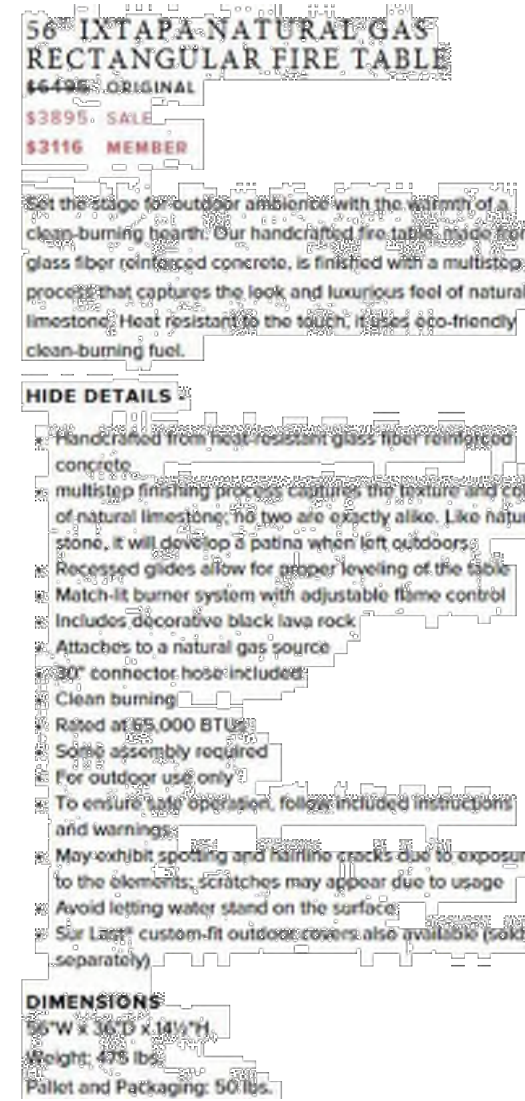 56" IXTAPA NATURAL GAS
RECTANGULAR FIRE TABLE
$6495 ORIGINAL
$3895 SALE
$3116 MEMBER
Set the stage for outdoor ambience with the warmth of a
clean-burning hearth. Our handcrafted fire table, made from
glass fiber reinforced concrete, is finished with a multistep
process that captures the look and luxurious feel of natural
limestone. Heat resistant to the touch, it uses eco-friendly
clean-burning fuel.
HIDE DETAILS -
Handcrafted from heat-resistant glass fiber reinforced
concrete
multistep finishing process captures the texture and co
of natural limestone; no two are exactly alike. Like natur
stone, it will develop a patina when left outdoors
Recessed glides allow for proper leveling of the table
Match-lit burner system with adjustable flame control
Includes decorative black lava rock
Attaches to a natural gas source
30" connector hose included
Clean burning
Rated at 65,000 BTUs
Some assembly required
For outdoor use only
To ensure safe operation, follow included instructions
and warnings
May exhibit spotting and hairline cracks due to exposur
to the elements; scratches may appear due to usage
Avoid letting water stand on the surface
Sur Last® custom-fit outdoor covers also available (sold
separately)
DIMENSIONS
56"W x 36"D x 14½"H
Weight: 475 lbs.
Pallet and Packaging: 50 lbs.